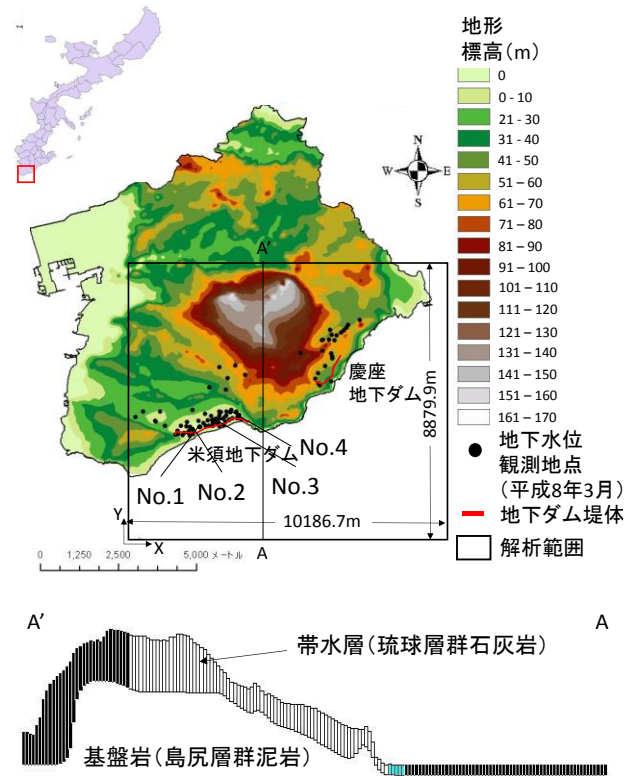 地形
標高(m)
0
0 - 10
21 – 30
31 – 40
41 - 50
51 – 60
61 – 70
71 – 80
81 – 90
91 – 100
101 – 110
111 – 120
121 - 130
131 - 140
141 - 150
151 – 160
161 - 170
地下水位
観測地点
(平成8年3月)
地下ダム堤体
解析範囲
N
W
E
S
A'
慶座
地下ダム
8879.9m
米須地下ダム
No.4
No.1
No.2
No.3
Y
X
10186.7m
A
0
1,250
2,500
5,000 メートル
A'
A
帯水層(琉球層群石灰岩)
基盤岩(島尻層群泥岩)